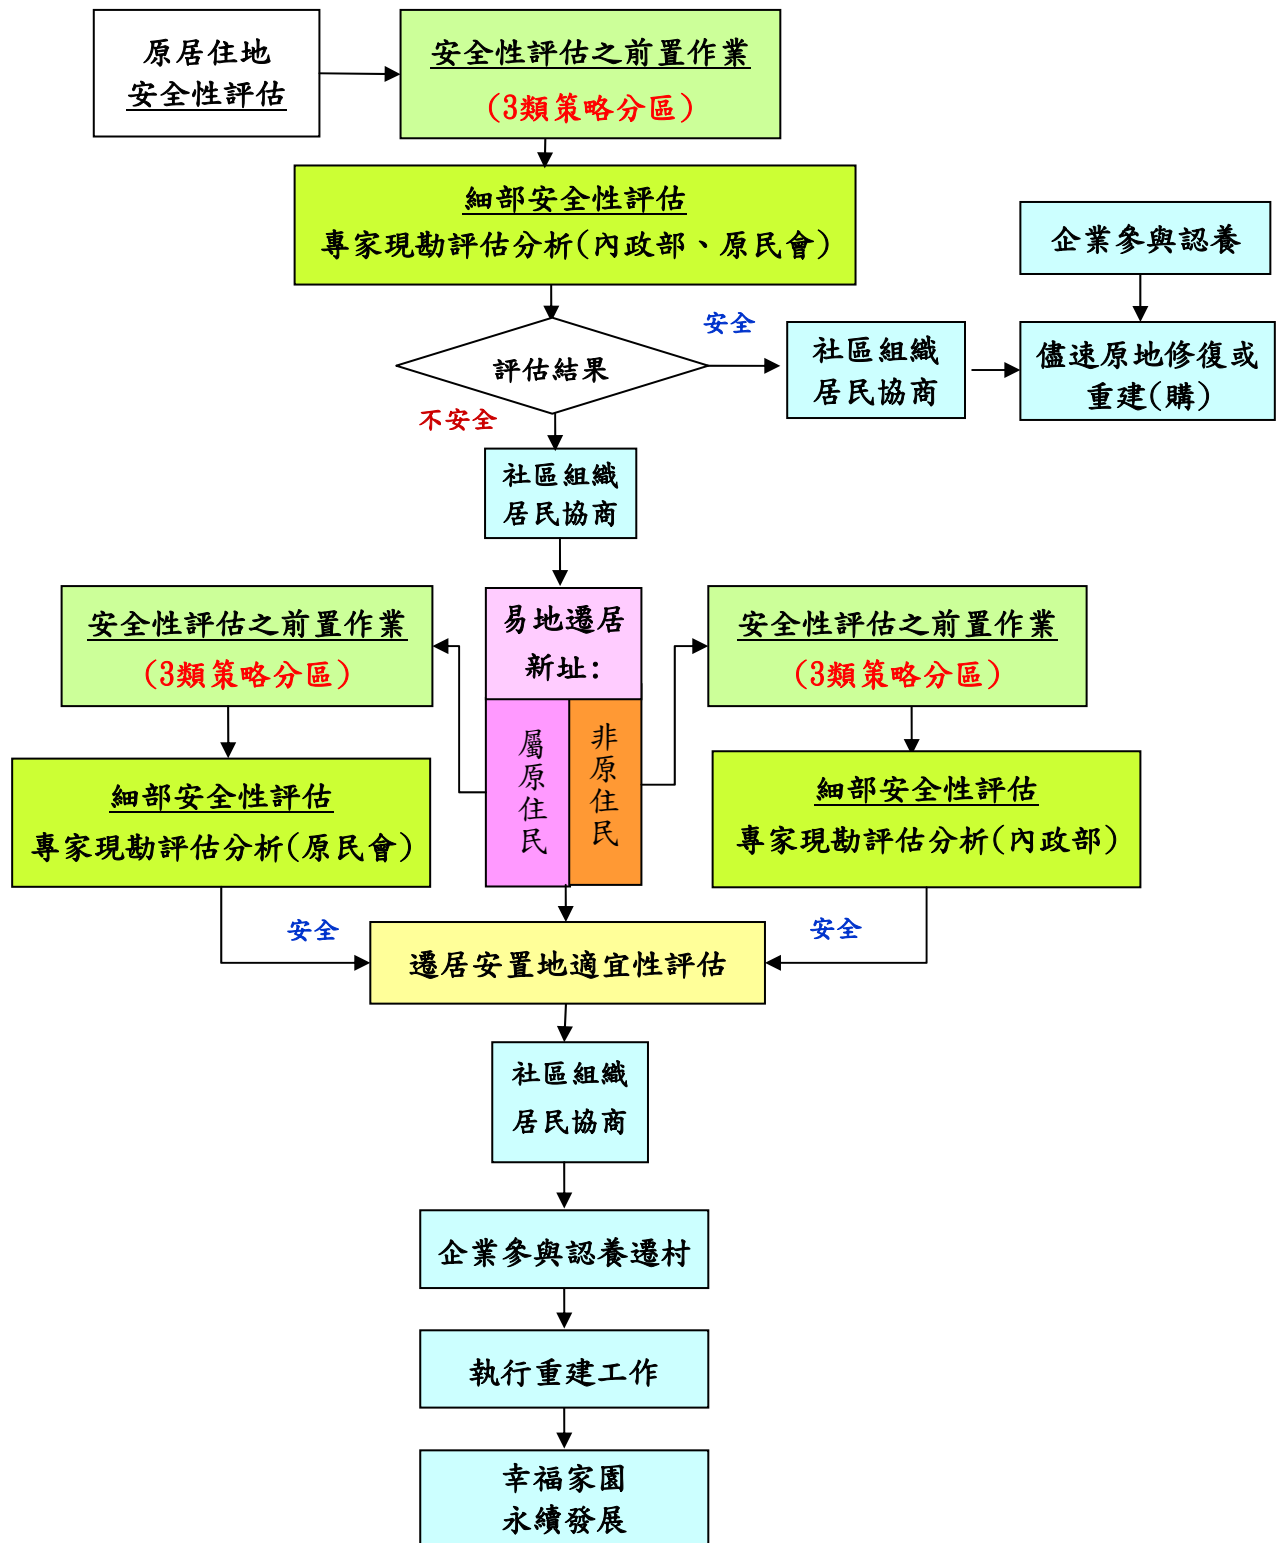 原居住地
安全性評估
安全性評估之前置作業
(3類策略分區)
細部安全性評估
專家現勘評估分析(內政部、原民會)
企業參與認養
評估結果
安全
社區組織
居民協商
儘速原地修復或
重建(購)
不安全
社區組織
居民協商
安全性評估之前置作業
(3類策略分區)
易地遷居
新址:
屬原住民
非原住民
安全性評估之前置作業
(3類策略分區)
細部安全性評估
專家現勘評估分析(原民會)
細部安全性評估
專家現勘評估分析(內政部)
安全
安全
遷居安置地適宜性評估
社區組織
居民協商
企業參與認養遷村
執行重建工作
幸福家園
永續發展